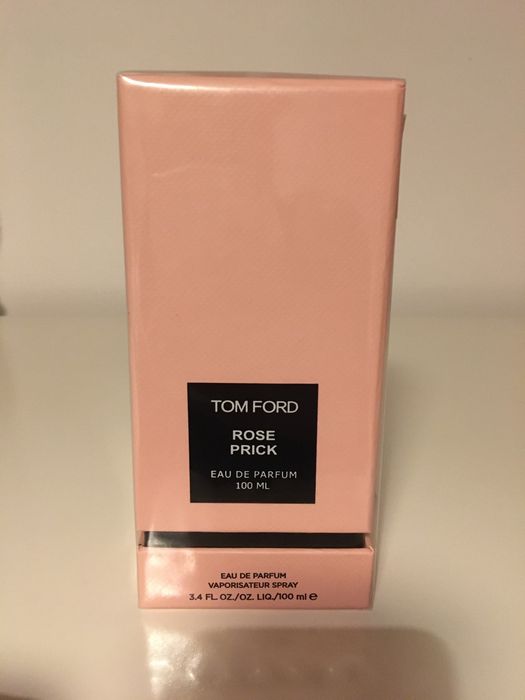 TOM FORD
ROSE
PRICK
EAU DE PARFUM
100 ML
EAU DE PARFUM
VAPORISATEUR SPRAY
3.4 FL. OZ./OZ. LIQ./100 ml ℮